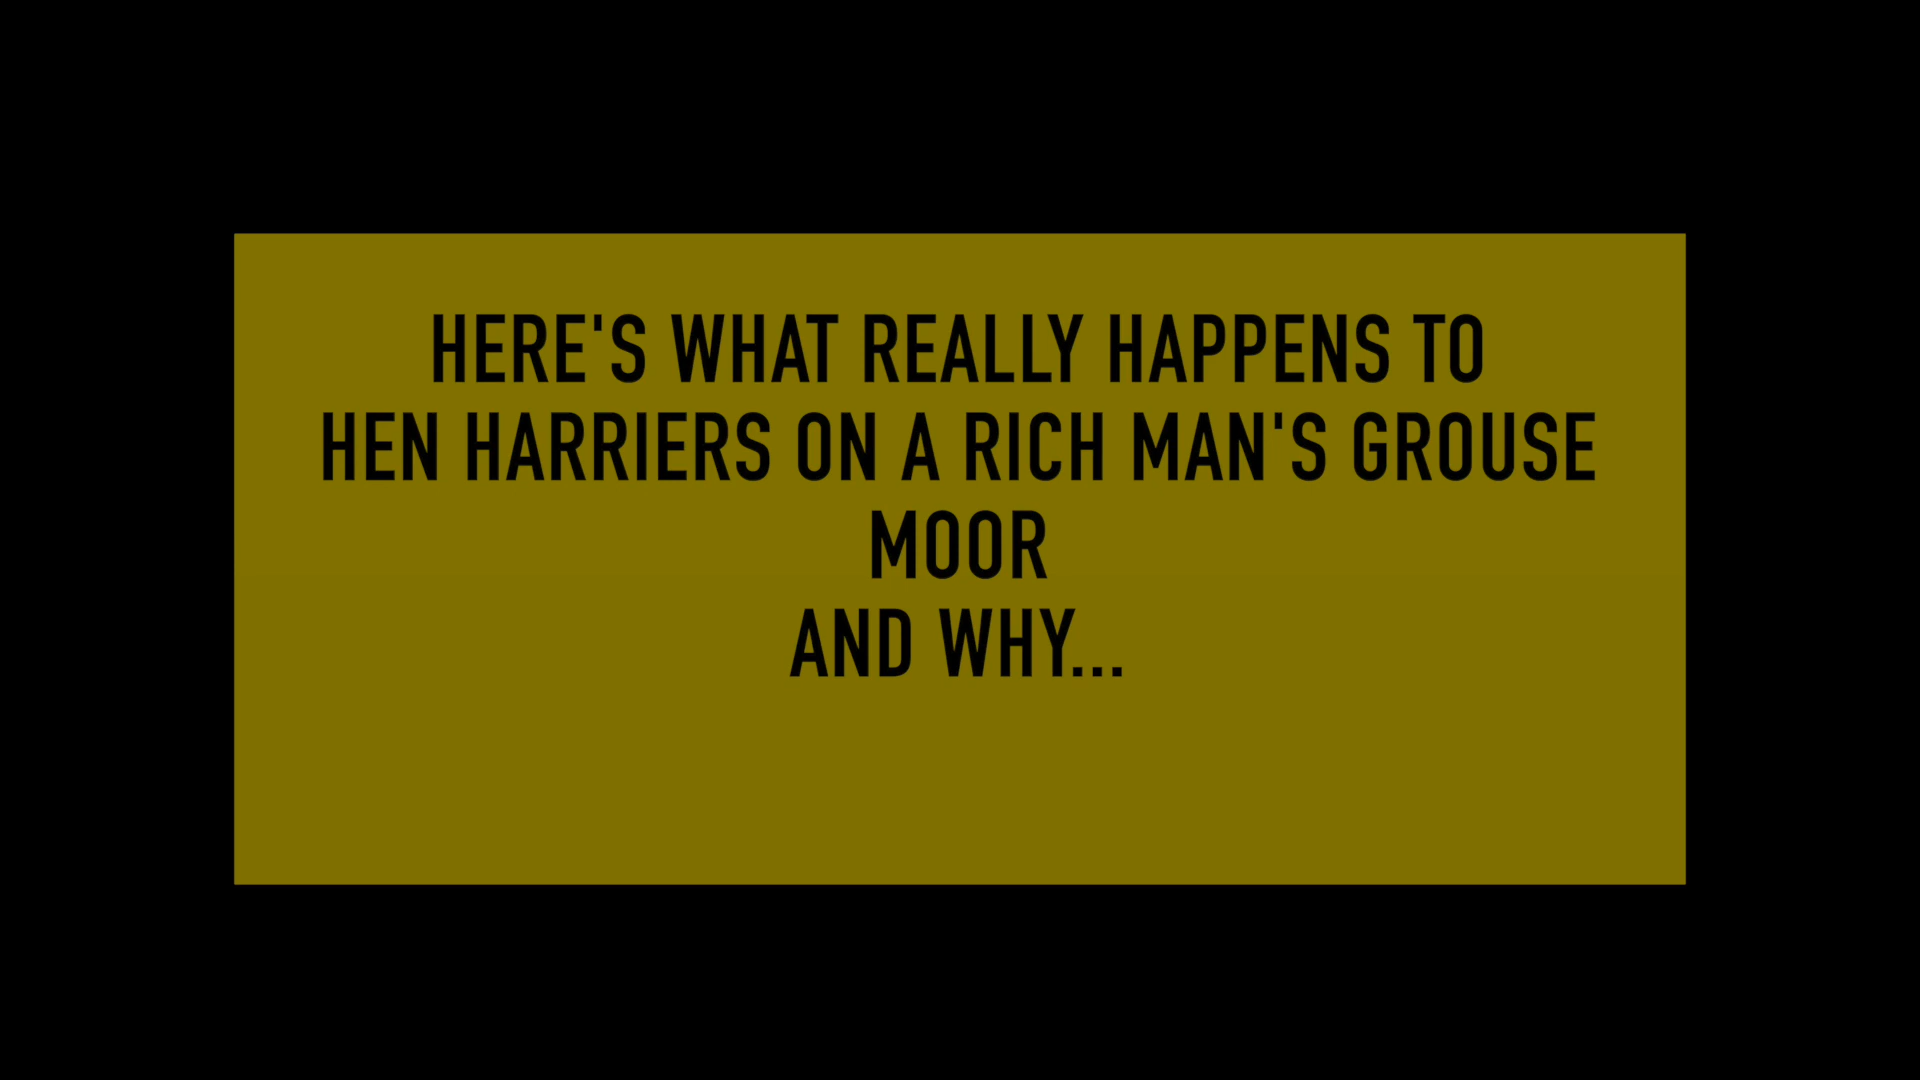 HERE'S WHAT REALLY HAPPENS TO
HEN HARRIERS ON A RICH MAN'S GROUSE
MOOR
AND WHY...